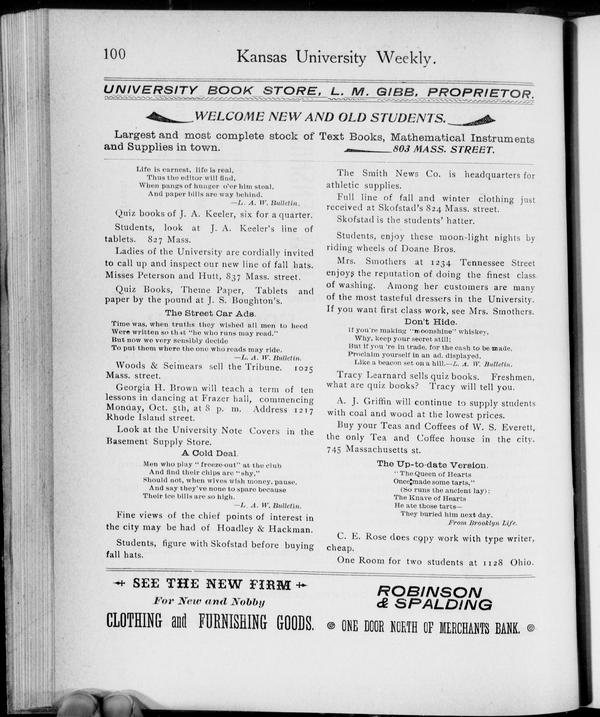 100
Kansas University Weekly.
UNIVERSITY BOOK STORE, L. M. GIBB, PROPRIETOR.
WELCOME NEW AND OLD STUDENTS.
Largest and most complete stock of Text Books, Mathematical Instruments
and Supplies in town. 803 MASS. STREET.
Life is earnest, life is real,
Thus the editor will find,
When pangs of hunger o'er him steal,
And paper bills are way behind.
—L. A. W. Bulletin.
Quiz books of J. A. Keeler, six for a quarter.
Students, look at J. A. Keeler's line of
tablets. 827 Mass.
Ladies of the University are cordially invited
to call up and inspect our new line of fall hats.
Misses Peterson and Hutt, 837 Mass. street.
Quiz Books, Theme Paper, Tablets and
paper by the pound at J. S. Boughton's.
The Street Car Ads.
Time was, when truths they wished all men to heed
Were written so that "he who runs may read."
But now we very sensibly decide
To put them where the one who reads may ride.
—L. A. W. Bulletin.
Woods & Seimears sell the Tribune. 1025
Mass. street.
Georgia H. Brown will teach a term of ten
lessons in dancing at Frazer hall, commencing
Monday, Oct. 5th, at 8 p. m. Address 1217
Rhode Island street.
Look at the University Note Covers in the
Basement Supply Store.
A Cold Deal.
Men who play "freeze-out" at the club
And find their chips are "shy,"
Should not, when wives wish money, pause,
And say they've none to spare because
Their ice bills are so high.
—L. A. W. Bulletin.
Fine views of the chief points of interest in
the city may be had of Hoadley & Hackman.
Students, figure with Skofstad before buying
fall hats.
The Smith News Co. is headquarters for
athletic supplies.
Full line of fall and winter clothing just
received at Skofstad's 824 Mass. street.
Skofstad is the students' hatter.
Students, enjoy these moon-light nights by
riding wheels of Doane Bros.
Mrs. Smothers at 1234 Tennessee Street
enjoys the reputation of doing the finest class
of washing. Among her customers are many
of the most tasteful dressers in the University.
If you want first class work, see Mrs. Smothers.
Don't Hide.
If you're making "moonshine" whiskey,
Why, keep your secret still;
But if you 're in trade, for the cash to be made,
Proclaim yourself in an ad. displayed,
Like a beacon set on a hill.—L. A. W. Bulletin.
Tracy Learnard sells quiz books. Freshmen,
what are quiz books? Tracy will tell you.
A. J. Griffin will continue to supply students
with coal and wood at the lowest prices.
Buy your Teas and Coffees of W. S. Everett,
the only Tea and Coffee house in the city.
745 Massachusetts st.
The Up-to-date Version.
"The Queen of Hearts
Once made some tarts,"
(So runs the ancient lay):
The Knave of Hearts
He ate those tarts—
They buried him next day.
From Brooklyn Life.
C. E. Rose does copy work with type writer,
cheap.
One Room for two students at 1128 Ohio.
SEE THE NEW FIRM
For New and Nobby
CLOTHING and FURNISHING GOODS.
ROBINSON
& SPALDING
ONE DOOR NORTH OF MERCHANTS BANK.